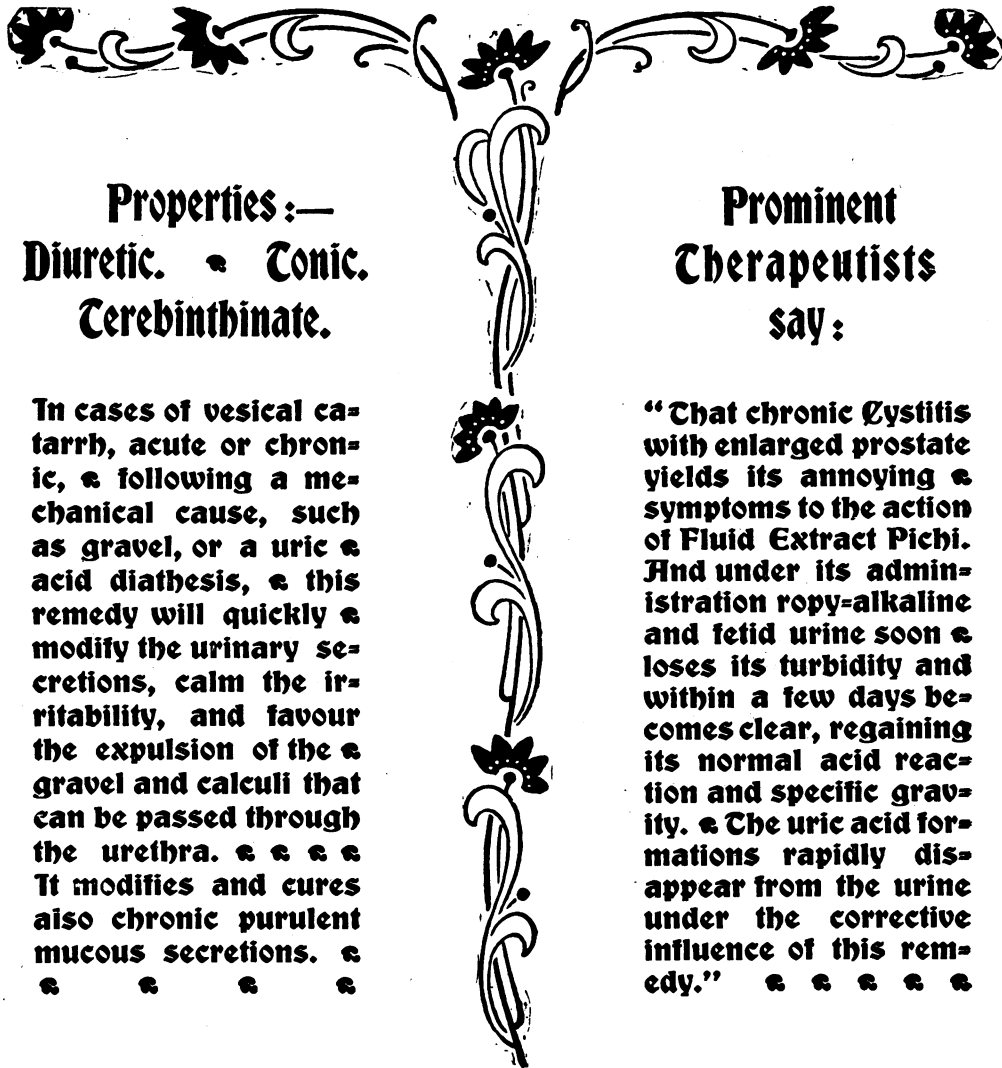 Properties:—
Diuretic. Tonic.
Terebinthinate.
In cases of vesical ca=
tarrh, acute or chron=
ic, following a me=
chanical cause, such
as gravel, or a uric
acid diathesis, this
remedy will quickly
modify the urinary se=
cretions, calm the ir=
ritability, and favour
the expulsion of the
gravel and calculi that
can be passed through
the urethra.
It modifies and cures
also chronic purulent
mucous secretions.
Prominent
Therapeutists
say:
“That chronic Cystitis
with enlarged prostate
yields its annoying
symptoms to the action
of Fluid Extract Pichi.
And under its admin=
istration ropy=alkaline
and fetid urine soon
loses its turbidity and
within a few days be=
comes clear, regaining
its normal acid reac=
tion and specific grav=
ity. The uric acid for=
mations rapidly dis=
appear from the urine
under the corrective
influence of this rem=
edy.”